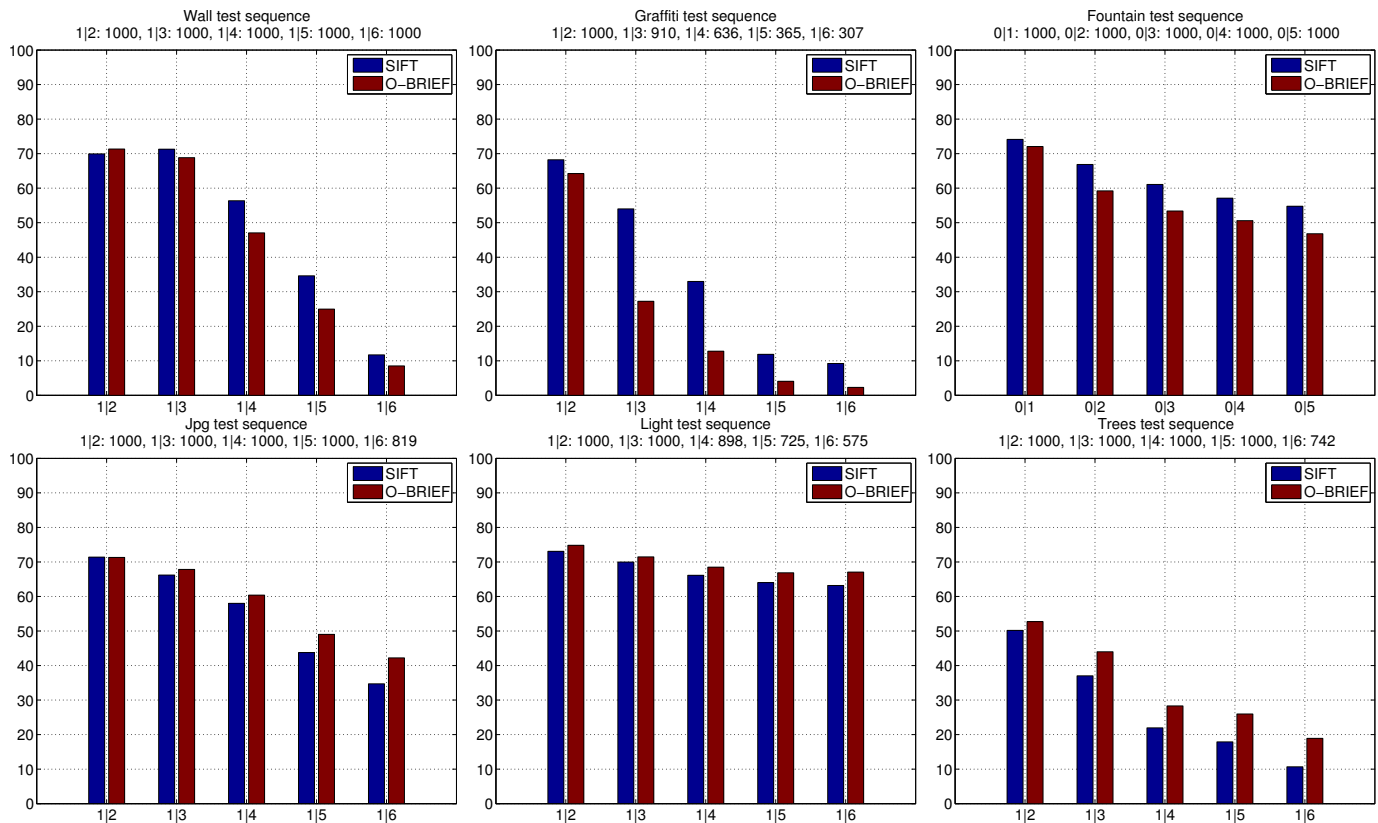 Wall test sequence
1|2: 1000, 1|3: 1000, 1|4: 1000, 1|5: 1000, 1|6: 1000
100
90
80
70
60
50
40
30
20
10
0
SIFT
O−BRIEF
1|2 1|3 1|4 1|5 1|6
Graffiti test sequence
1|2: 1000, 1|3: 910, 1|4: 636, 1|5: 365, 1|6: 307
100
90
80
70
60
50
40
30
20
10
0
SIFT
O−BRIEF
1|2 1|3 1|4 1|5 1|6
Fountain test sequence
0|1: 1000, 0|2: 1000, 0|3: 1000, 0|4: 1000, 0|5: 1000
100
90
80
70
60
50
40
30
20
10
0
SIFT
O−BRIEF
0|1 0|2 0|3 0|4 0|5
Jpg test sequence
1|2: 1000, 1|3: 1000, 1|4: 1000, 1|5: 1000, 1|6: 819
100
90
80
70
60
50
40
30
20
10
0
SIFT
O−BRIEF
1|2 1|3 1|4 1|5 1|6
Light test sequence
1|2: 1000, 1|3: 1000, 1|4: 898, 1|5: 725, 1|6: 575
100
90
80
70
60
50
40
30
20
10
0
SIFT
O−BRIEF
1|2 1|3 1|4 1|5 1|6
Trees test sequence
1|2: 1000, 1|3: 1000, 1|4: 1000, 1|5: 1000, 1|6: 742
100
90
80
70
60
50
40
30
20
10
0
SIFT
O−BRIEF
1|2 1|3 1|4 1|5 1|6